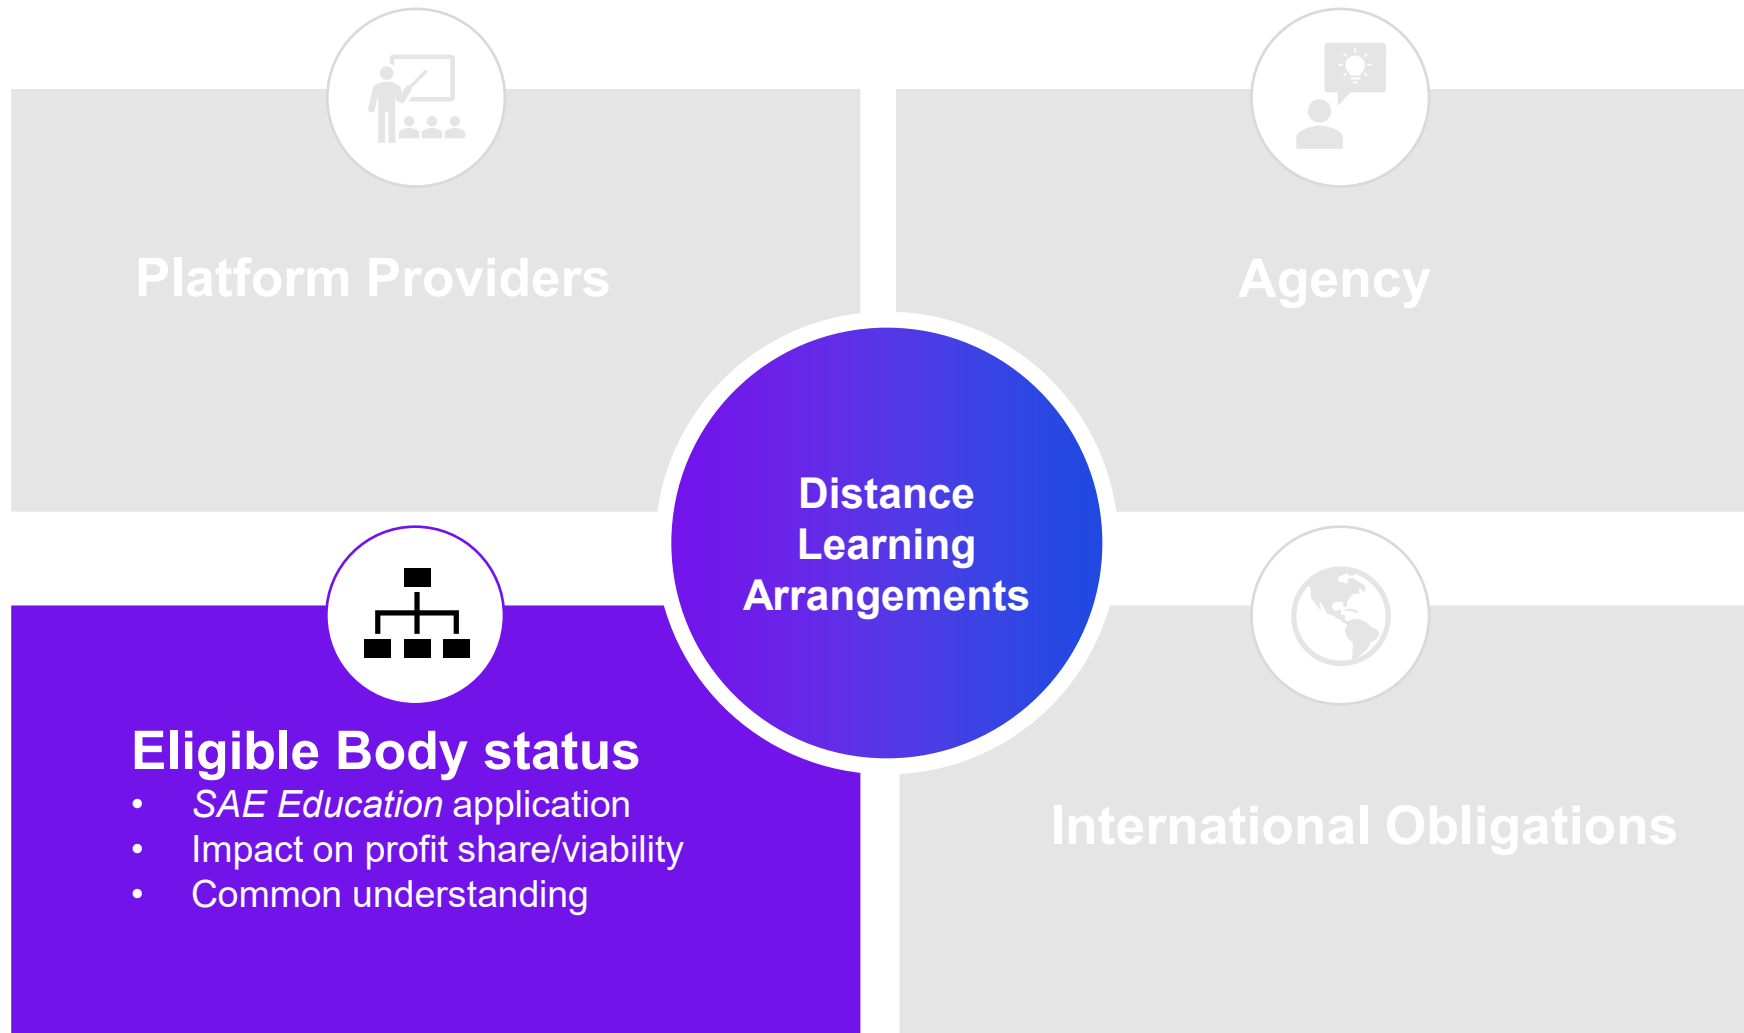 Platform Providers
Agency
Distance
Learning
Arrangements
Eligible Body status
• SAE Education application
• Impact on profit share/viability
• Common understanding
International Obligations